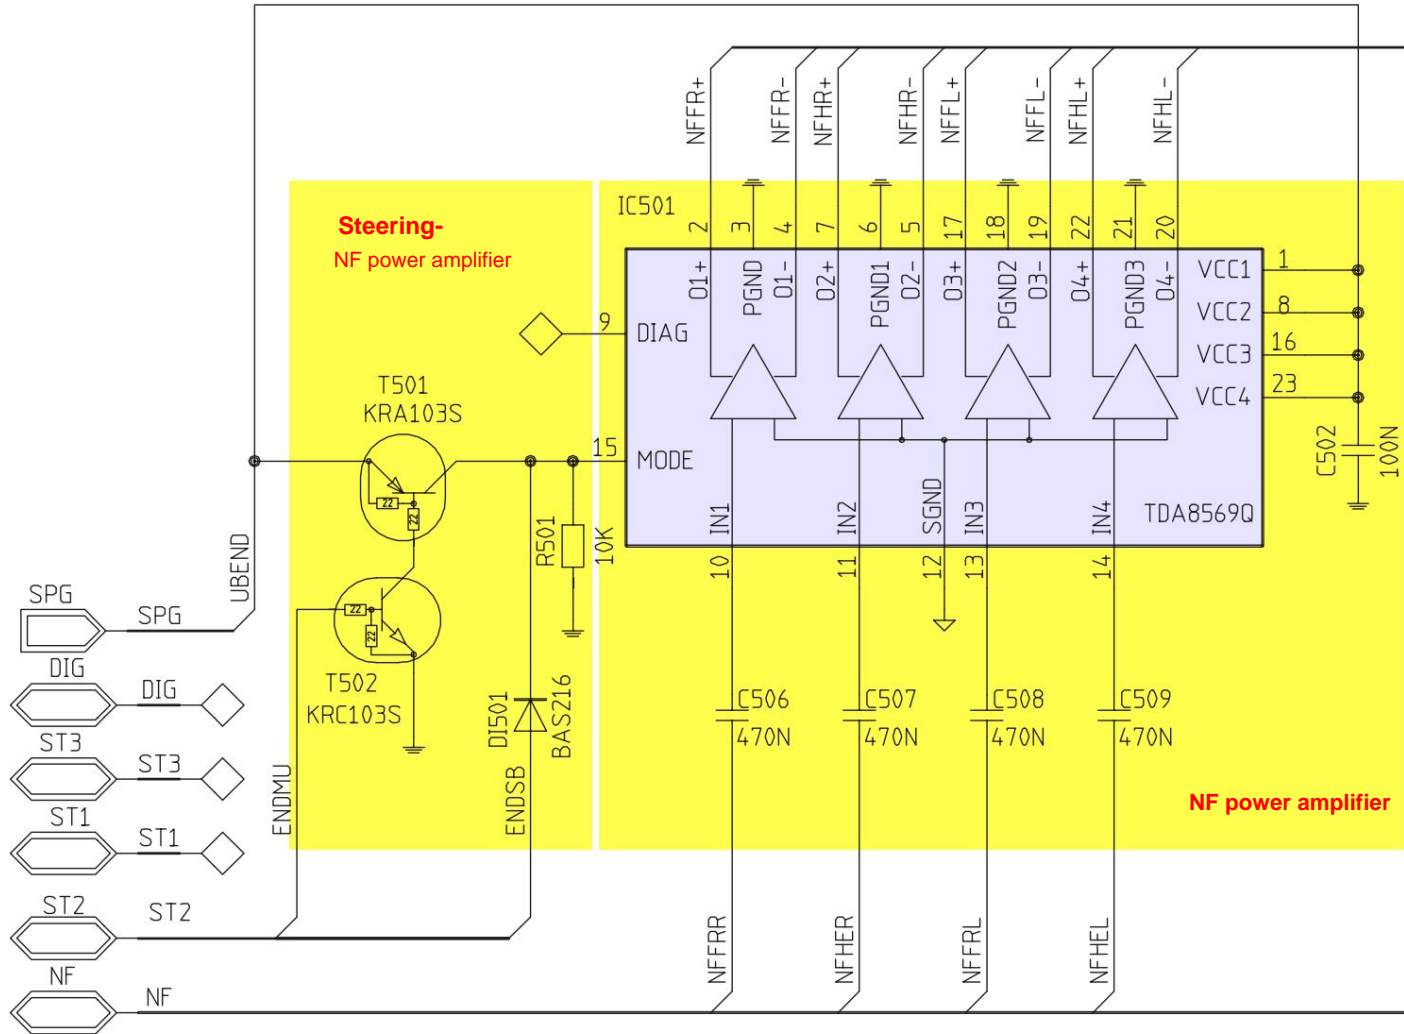 NFFR+
NFFR-
NFHR+
NFHR-
NFFL+
NFFL-
NFHL+
NFHL-
Steering-
NF power amplifier
IC501
2
3
4
7
6
5
17
18
19
22
21
20
O1+
PGND
O1-
O2+
PGND1
O2-
O3+
PGND2
O3-
O4+
PGND3
O4-
VCC1
1
VCC2
8
VCC3
16
VCC4
23
9
DIAG
T501
KRA103S
15
MODE
22
22
C502
100N
IN1
IN2
SGND
IN3
IN4
TDA8569Q
R501
10K
10
11
12
13
14
UBEND
SPG
SPG
22
22
DIG
DIG
T502
KRC103S
DI501
BAS216
C506
470N
C507
470N
C508
470N
C509
470N
ST3
ST3
ENDMU
ENDSB
NF power amplifier
ST1
ST1
ST2
ST2
NFFRR
NFHER
NFFRL
NFHEL
NF
NF